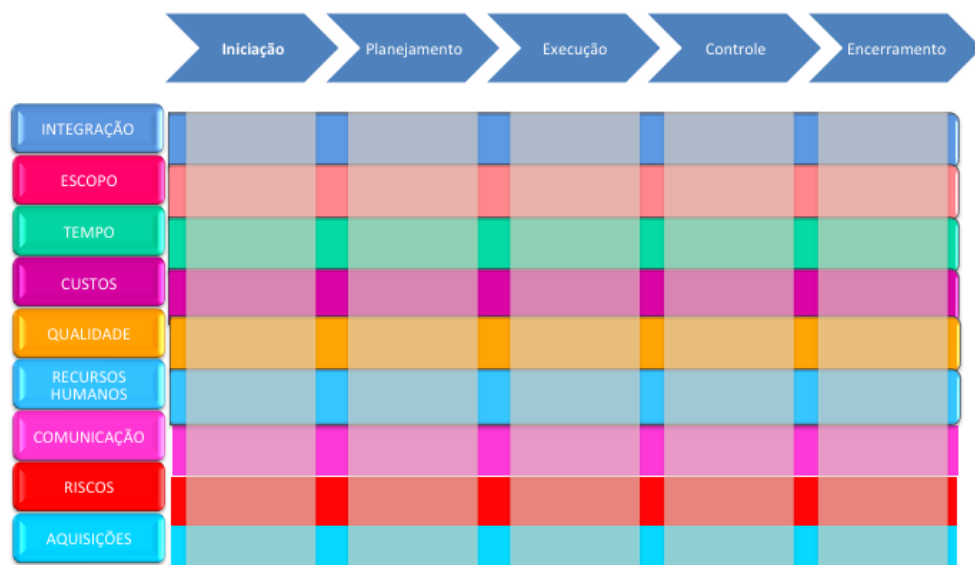 Iniciação
Planejamento
Execução
Controle
Encerramento
INTEGRAÇÃO
ESCOPO
TEMPO
CUSTOS
QUALIDADE
RECURSOS
HUMANOS
COMUNICAÇÃO
RISCOS
AQUISIÇÕES